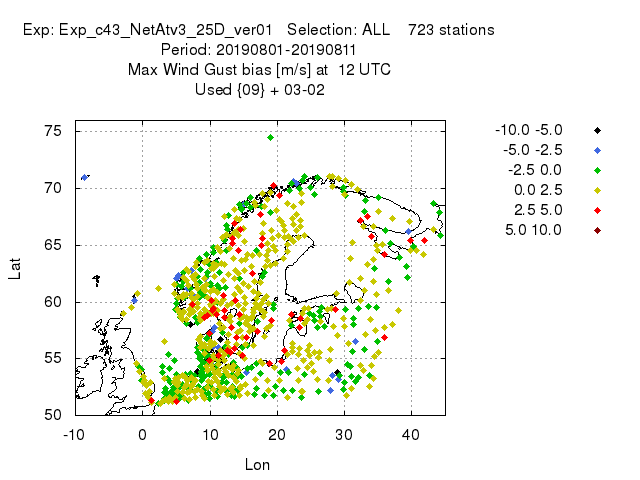 Exp: Exp_c43_NetAtv3_25D_ver01 Selection: ALL 723 stations
Period: 20190801-20190811
Max Wind Gust bias [m/s] at 12 UTC
Used {09} + 03-02
-10.0 -5.0
-5.0 -2.5
-2.5 0.0
0.0 2.5
2.5 5.0
5.0 10.0
75
70
65
60
55
50
Lat
-10 0 10 20 30 40
Lon